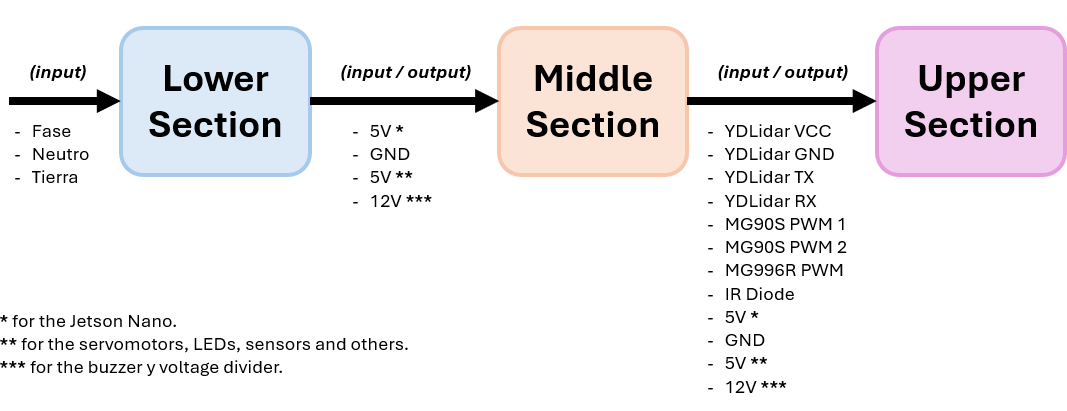 (input)
- Fase
- Neutro
- Tierra
Lower
Section
(input / output)
- 5V *
- GND
- 5V **
- 12V ***
Middle
Section
(input / output)
- YDLidar VCC
- YDLidar GND
- YDLidar TX
- YDLidar RX
- MG90S PWM 1
- MG90S PWM 2
- MG996R PWM
- IR Diode
- 5V *
- GND
- 5V **
- 12V ***
Upper
Section
* for the Jetson Nano.
** for the servomotors, LEDs, sensors and others.
*** for the buzzer y voltage divider.